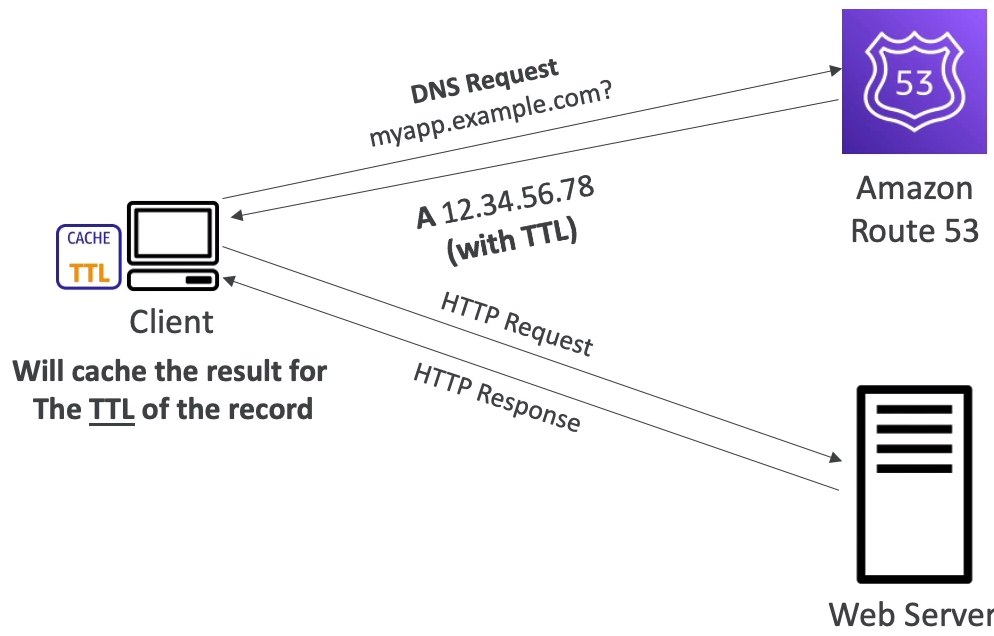 DNS Request
myapp.example.com?
53
Amazon
Route 53
A 12.34.56.78
(with TTL)
CACHE
TTL
Client
Will cache the result for
The TTL of the record
HTTP Request
HTTP Response
Web Server